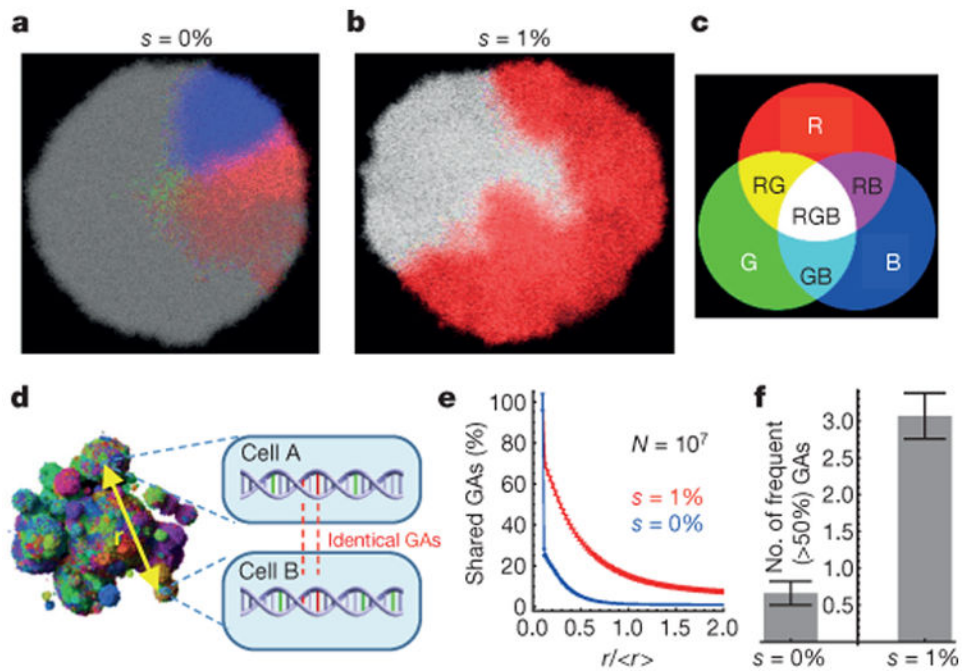 a
s = 0%
b
s = 1%
c
R
RG
RB
RGB
G
GB
B
d
r
Cell A
Identical GAs
Cell B
e
Shared GAs (%)
100
80
60
40
20
0
N = 10⁷
s = 1%
s = 0%
0.0
0.5
1.0
1.5
2.0
r/<r>
f
No. of frequent
(>50%) GAs
3.0
2.5
2.0
1.5
1.0
0.5
s = 0%
s = 1%